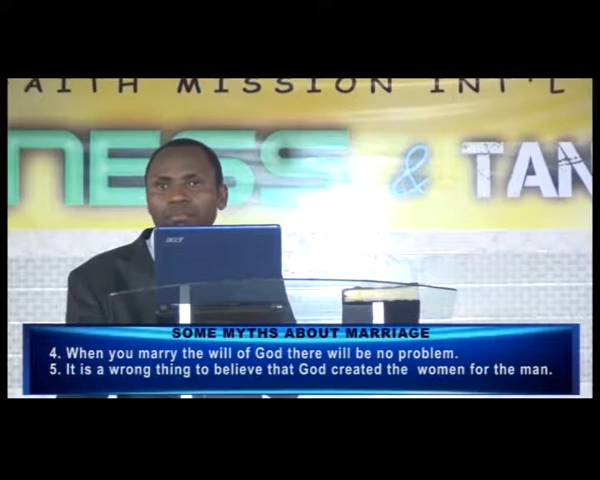 AITH MISSION INT'L
NESS & TAN
acer
SOME MYTHS ABOUT MARRIAGE
4. When you marry the will of God there will be no problem.
5. It is a wrong thing to believe that God created the women for the man.